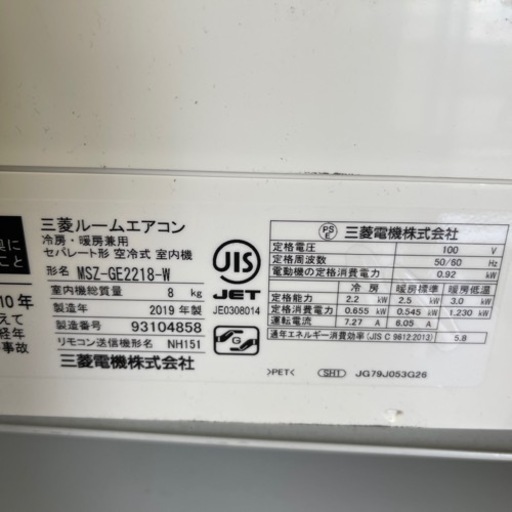 三菱ルームエアコン
冷房・暖房兼用
セパレート形 空冷式 室内機
形名 MSZ-GE2218-W
室内機総質量 8 kg
製造年 2019 年製
製造番号 93104858
リモコン送信機形名 NH151
三菱電機株式会社
JIS
JET
JE0308014
G
PS
E
三菱電機株式会社
定格電圧 100 V
定格周波数 50/60 Hz
電動機の定格消費電力 0.92 kW
冷房 暖房標準 暖房低温
定格能力 2.2 kW 2.5 kW 3.0 kW
定格消費電力 0.655 kW 0.545 kW 1.230 kW
運転電流 7.27 A 6.05 A
通年エネルギー消費効率(JIS C 9612:2013) 5.8
>PET< SH1 JG79J053G26
に
こと
10年
えて
経年
事故